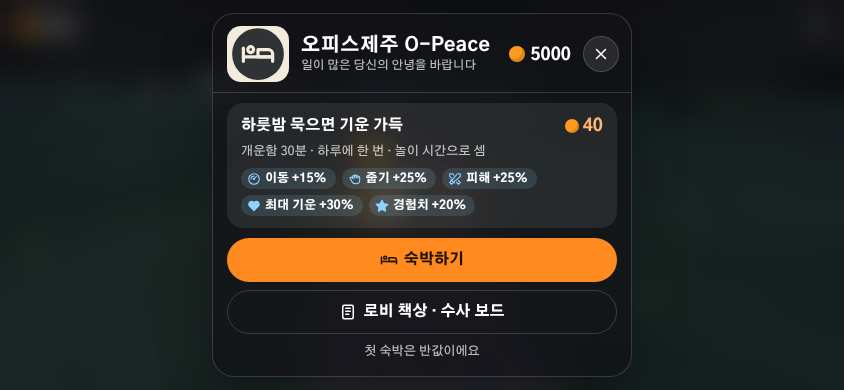 오피스제주 O-Peace
일이 많은 당신의 안녕을 바랍니다
5000
하룻밤 묵으면 기운 가득
40
개운함 30분 · 하루에 한 번 · 놀이 시간으로 셈
이동 +15% 줍기 +25% 피해 +25%
최대 기운 +30% 경험치 +20%
숙박하기
로비 책상 · 수사 보드
첫 숙박은 반값이에요